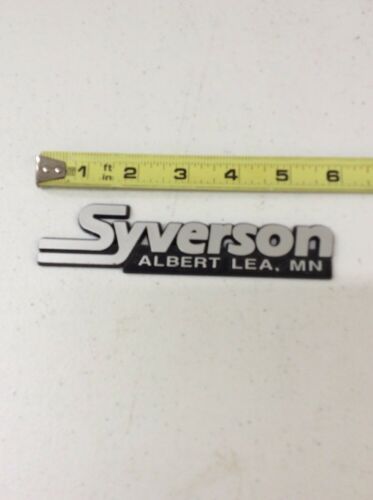 1 ft in 2 3 4 5 6
Syverson
ALBERT LEA, MN